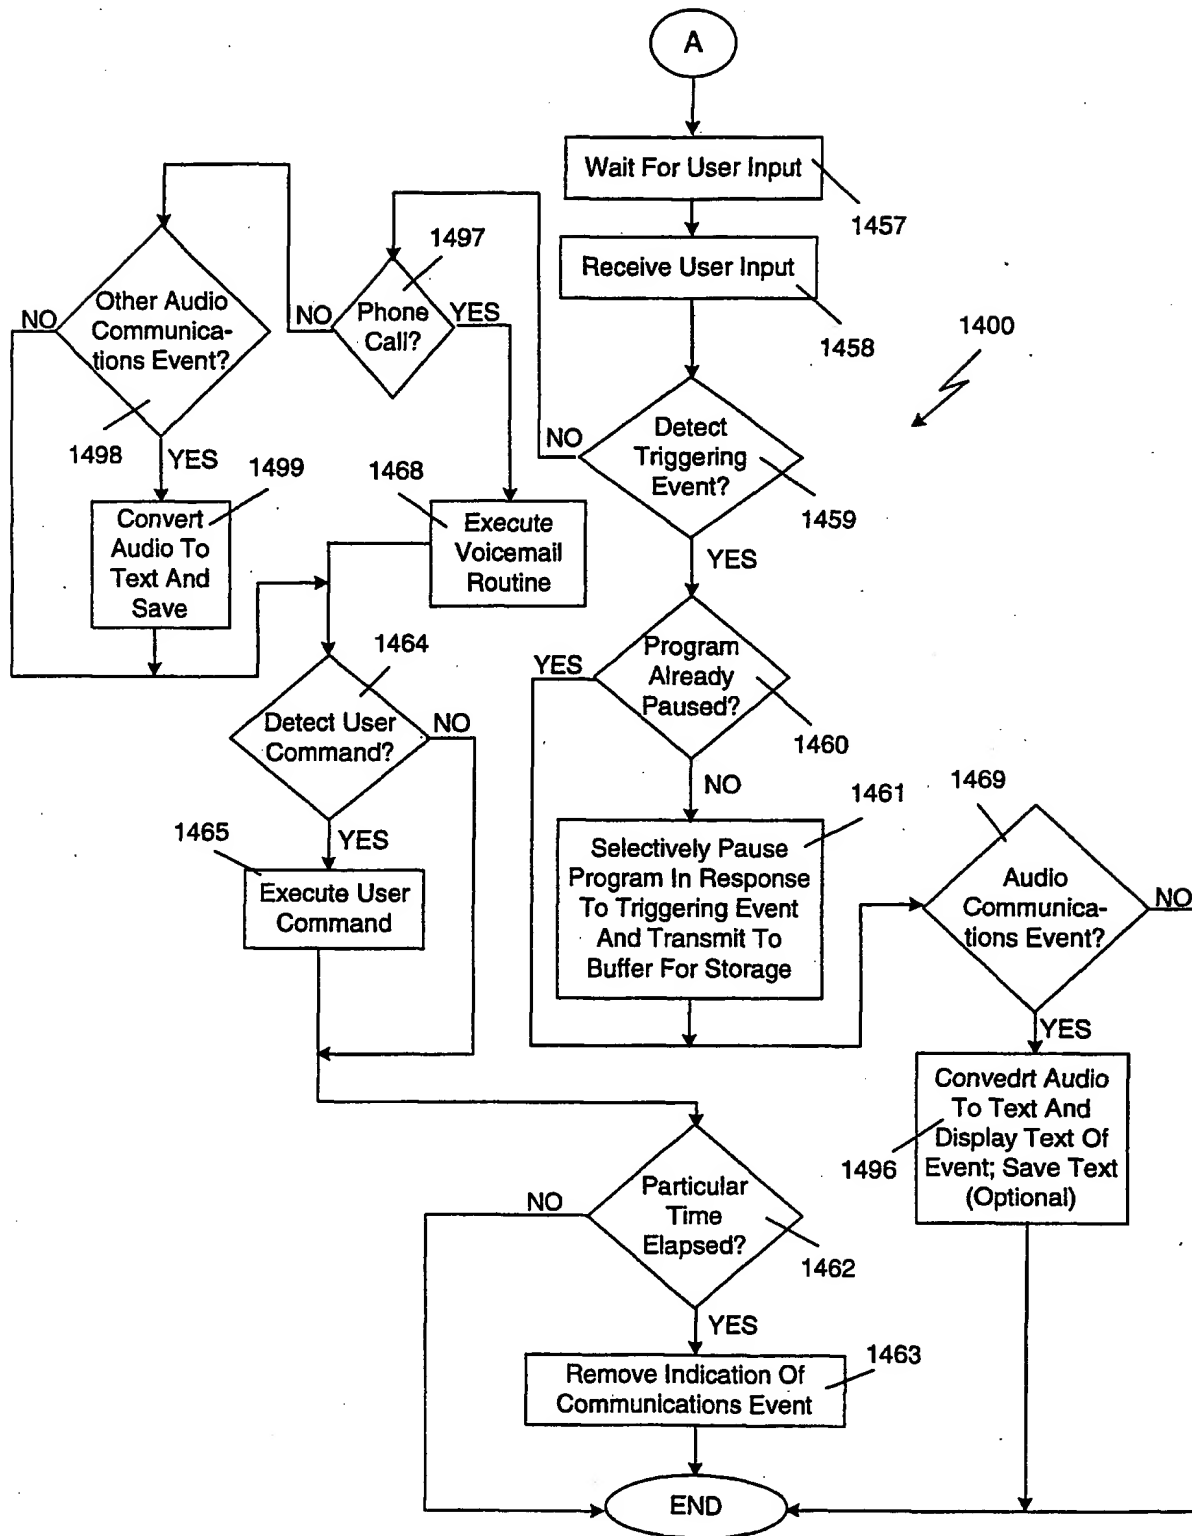 A
Wait For User Input
1457
Receive User Input
1458
1400
1497
Phone
Call?
NO
YES
Other Audio
Communica-
tions Event?
NO
1498
YES
1499
Convert
Audio To
Text And
Save
1468
Execute
Voicemail
Routine
Detect
Triggering
Event?
NO
1459
YES
Program
Already
Paused?
YES
1460
NO
1464
Detect User
Command?
NO
YES
1465
Execute User
Command
1461
Selectively Pause
Program In Response
To Triggering Event
And Transmit To
Buffer For Storage
1469
Audio
Communica-
tions Event?
NO
YES
Convedrt Audio
To Text And
Display Text Of
Event; Save Text
(Optional)
1496
Particular
Time
Elapsed?
NO
1462
YES
1463
Remove Indication Of
Communications Event
END